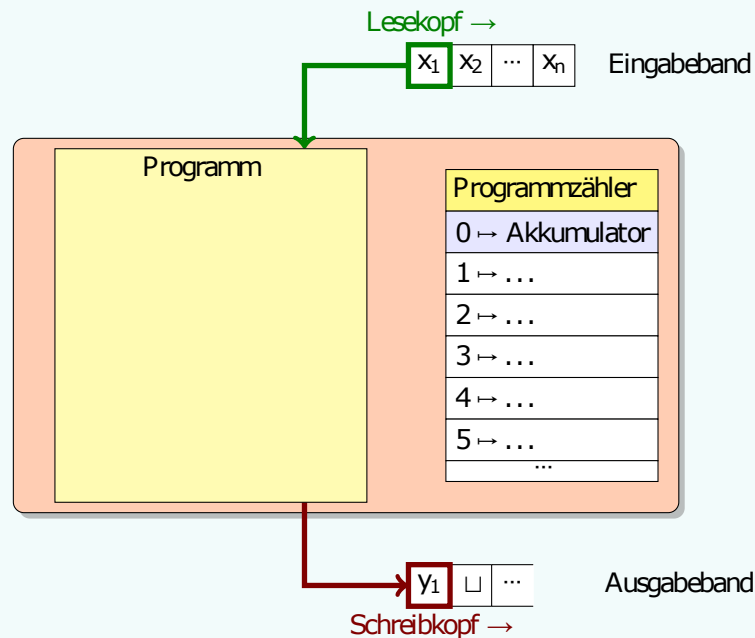 Lesekopf →
x1 x2 ... xn Eingabeband
Programm
Programmzähler
0 ↦ Akkumulator
1 ↦ ...
2 ↦ ...
3 ↦ ...
4 ↦ ...
5 ↦ ...
...
y1 ⊔ ... Ausgabeband
Schreibkopf →